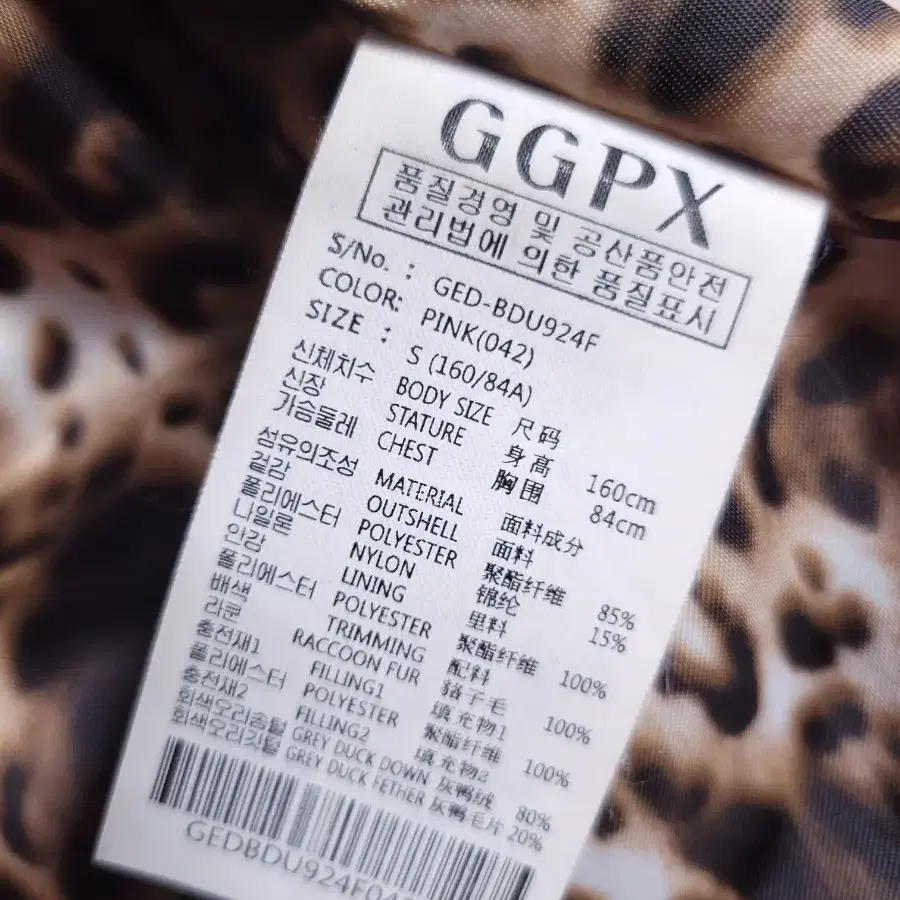 GGPX
품질경영 및 공산품안전
관리법에 의한 품질표시
S/No. : GED-BDU924F
COLOR: PINK(042)
SIZE : S (160/84A)
신체치수 BODY SIZE 尺码
신장 STATURE 身高 160cm
가슴둘레 CHEST 胸围 84cm
섬유의조성 MATERIAL 面料成分
겉감 OUTSHELL 面料
폴리에스터 POLYESTER 聚酯纤维 85%
나일론 NYLON 锦纶 15%
안감 LINING 里料
폴리에스터 POLYESTER 聚酯纤维 100%
배색 TRIMMING 配料
라쿤 RACCOON FUR 貉子毛 100%
충전재1 FILLING1 填充物1
폴리에스터 POLYESTER 聚酯纤维 100%
충전재2 FILLING2 填充物2
회색오리솜털 GREY DUCK DOWN 灰鸭绒 80%
회색오리깃털 GREY DUCK FETHER 灰鸭毛片 20%